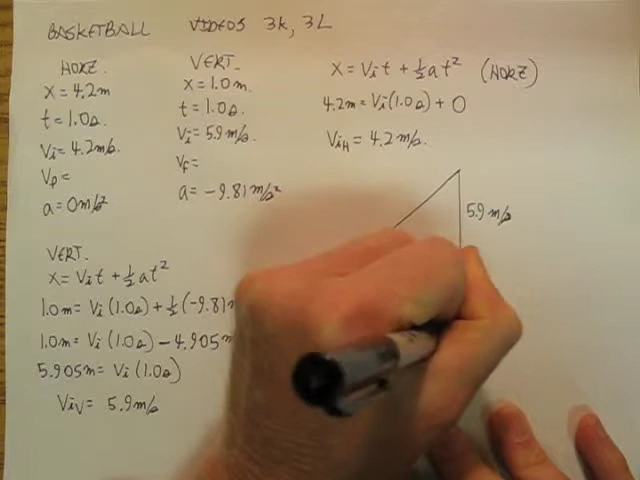 BASKETBALL VIDEOS 3k, 3L
HORZ.
x = 4.2m
t = 1.0s
Vi = 4.2m/s
Vf =
a = 0m/s²
VERT.
x = 1.0m
t = 1.0s
Vi = 5.9m/s
Vf =
a = -9.81m/s²
x = Vit + ½at² (HORZ)
4.2m = Vi(1.0s) + 0
ViH = 4.2m/s.
5.9m/s
VERT.
x = Vit + ½at²
1.0m = Vi(1.0s) + ½(-9.81m
1.0m = Vi(1.0s) - 4.905m
5.905m = Vi(1.0s)
ViV = 5.9m/s